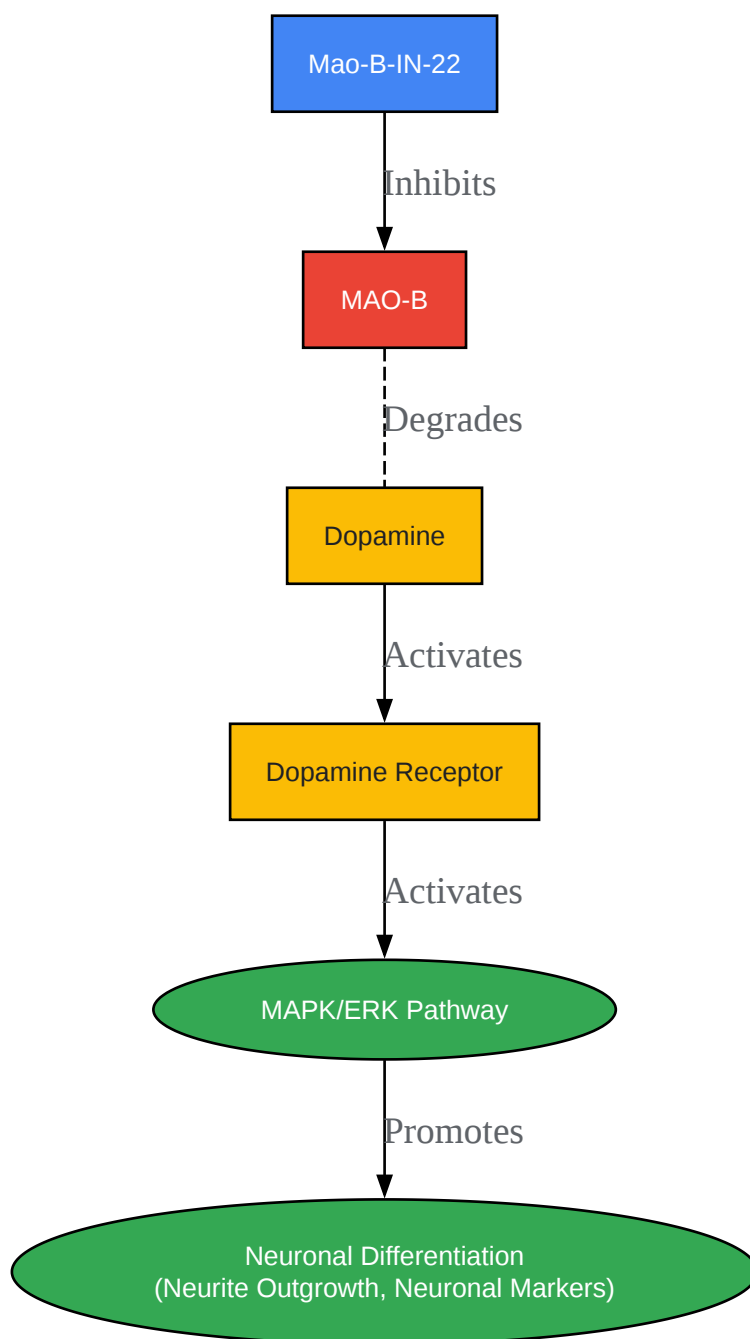 Mao-B-IN-22
Inhibits
MAO-B
Degrades
Dopamine
Activates
Dopamine Receptor
Activates
MAPK/ERK Pathway
Promotes
Neuronal Differentiation
(Neurite Outgrowth, Neuronal Markers)